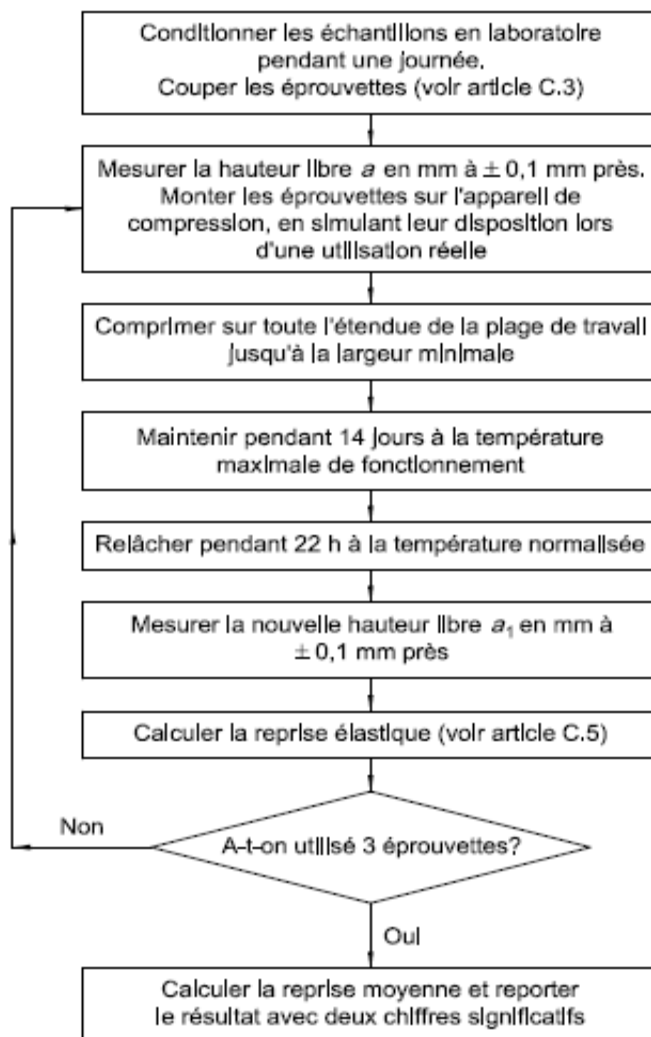 Conditionner les échantillons en laboratoire
pendant une journée.
Couper les éprouvettes (voir article C.3)
Mesurer la hauteur libre a en mm à ± 0,1 mm près.
Monter les éprouvettes sur l'appareil de
compression, en simulant leur disposition lors
d'une utilisation réelle
Comprimer sur toute l'étendue de la plage de travail
jusqu'à la largeur minimale
Maintenir pendant 14 jours à la température
maximale de fonctionnement
Relâcher pendant 22 h à la température normalisée
Mesurer la nouvelle hauteur libre a₁ en mm à
± 0,1 mm près
Calculer la reprise élastique (voir article C.5)
Non
A-t-on utilisé 3 éprouvettes?
Oui
Calculer la reprise moyenne et reporter
le résultat avec deux chiffres significatifs